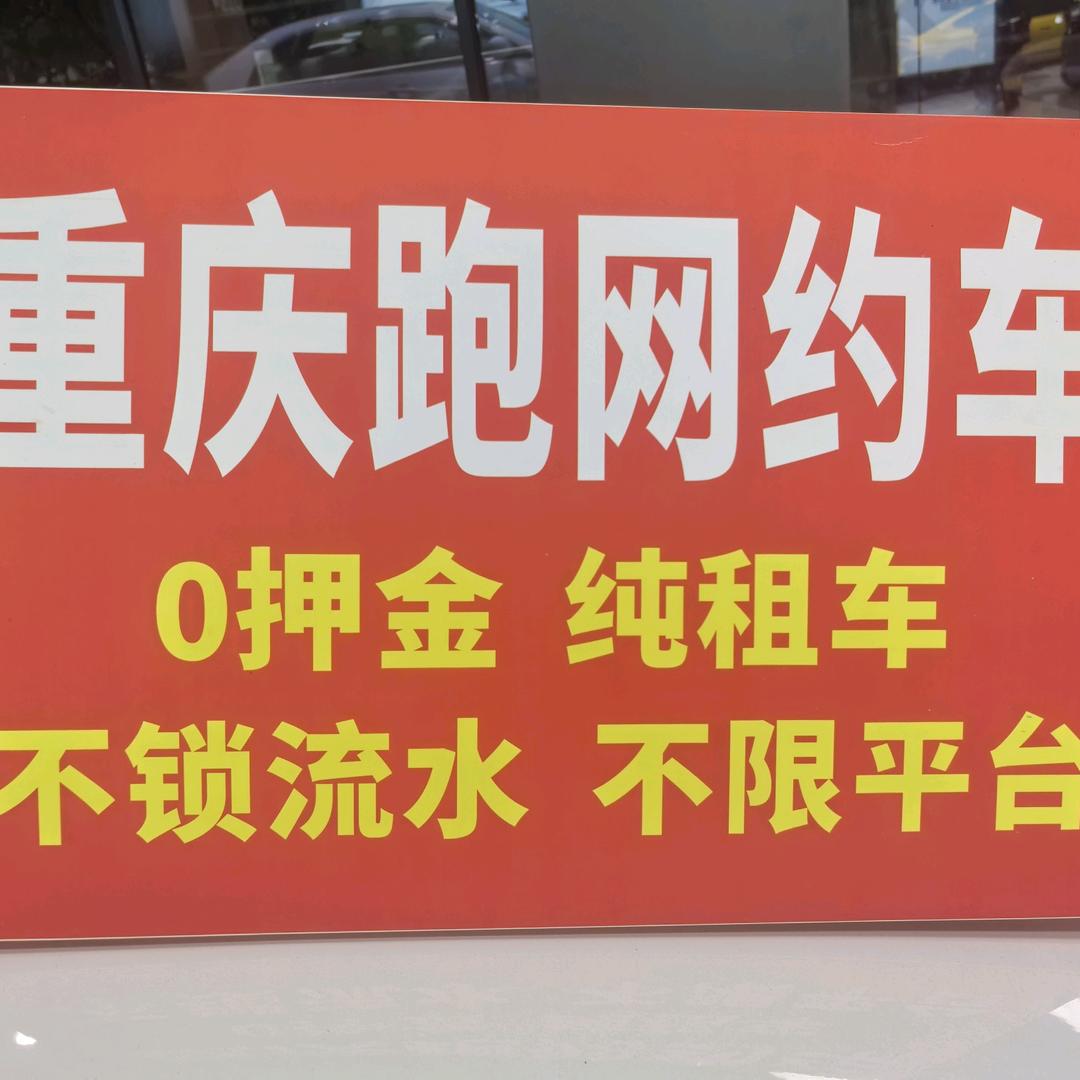 重庆跑网约车
0押金 纯租车
不锁流水 不限平台